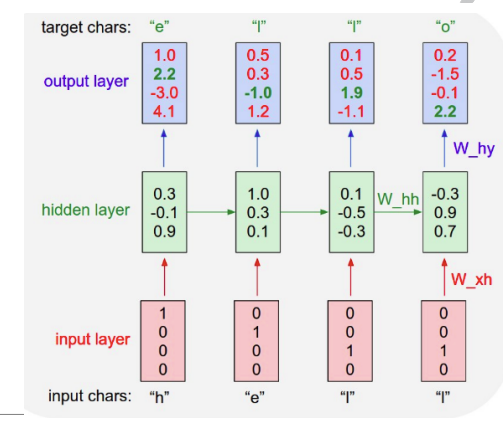 target chars: “e” “l” “l” “o”
1.0 0.5 0.1 0.2
2.2 0.3 0.5 -1.5
output layer
-3.0 -1.0 1.9 -0.1
4.1 1.2 -1.1 2.2
W_hy
0.3 1.0 0.1 -0.3
hidden layer -0.1 0.3 -0.5 W_hh 0.9
0.9 0.1 -0.3 0.7
W_xh
1 0 0 0
0 1 0 0
input layer
0 0 1 1
0 0 0 0
input chars: “h” “e” “l” “l”